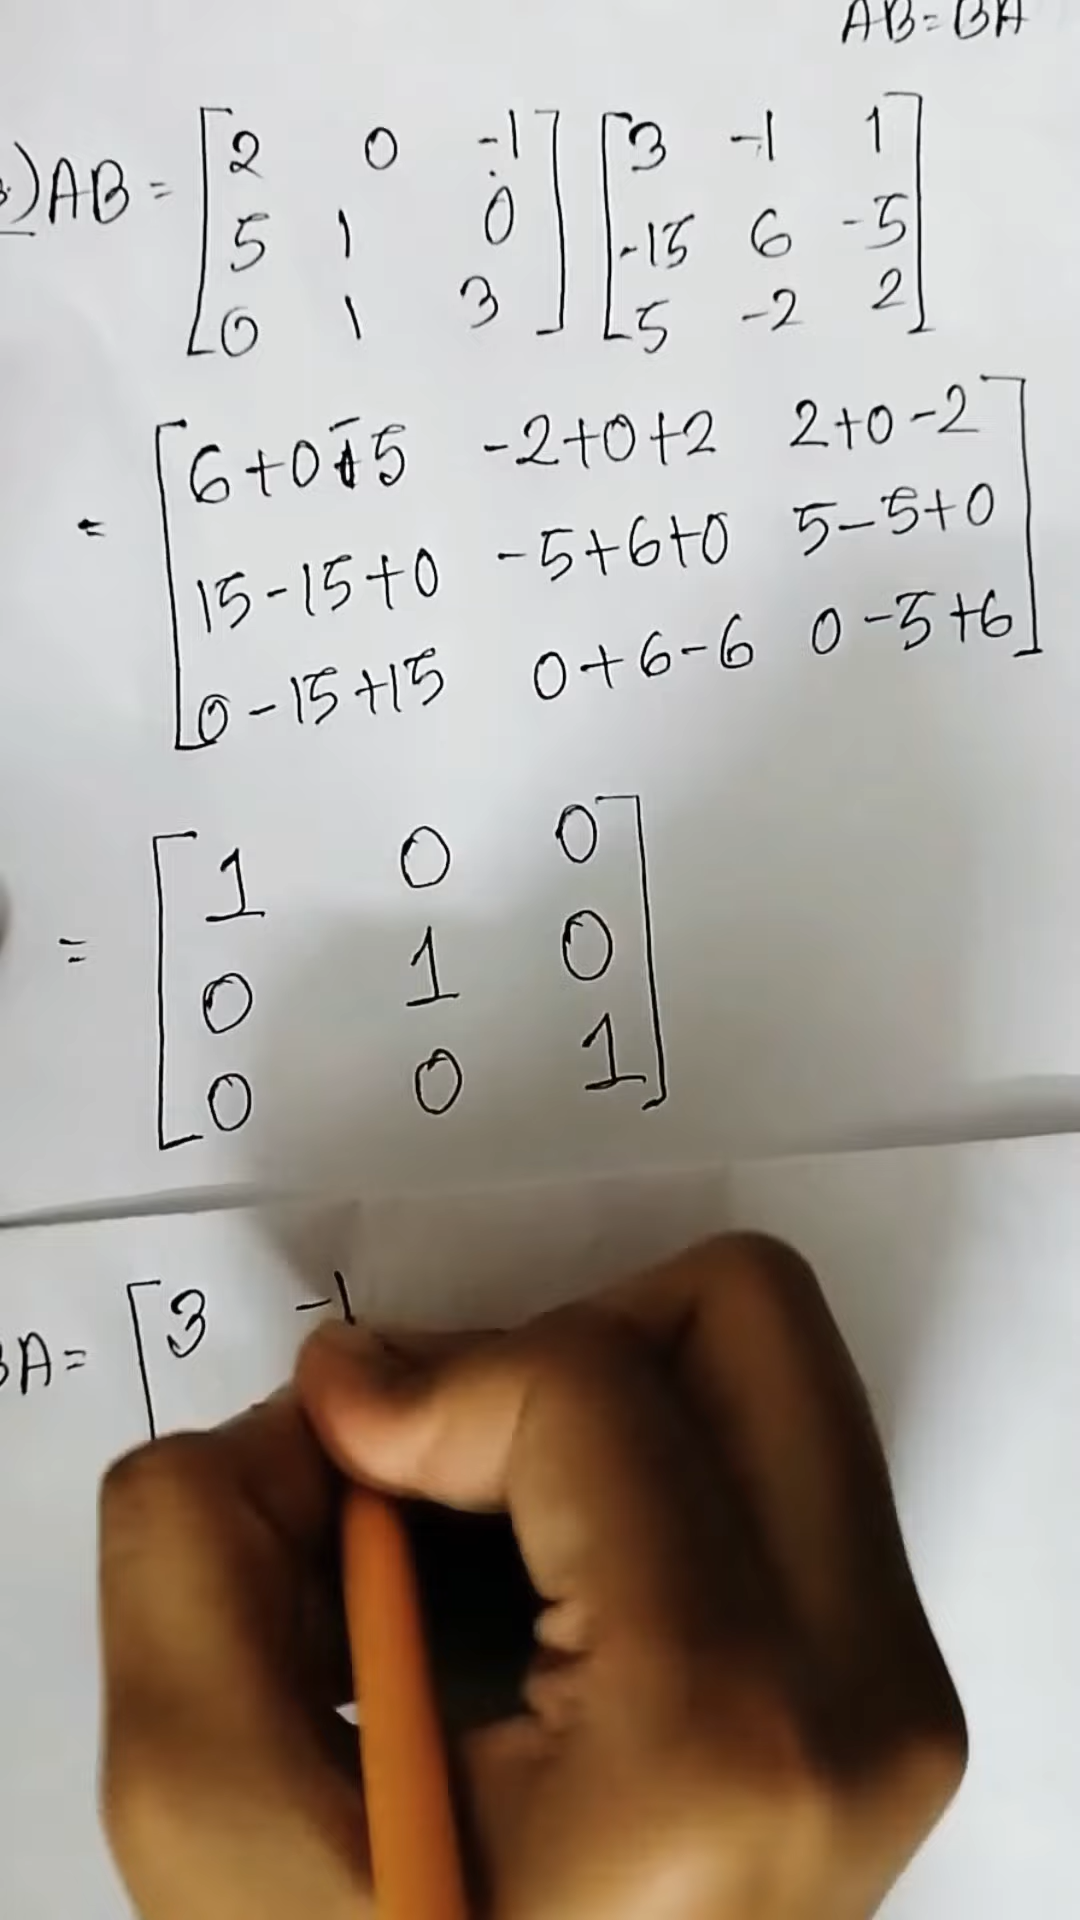 AB=BA
3.)AB= [2 0 -1] [3 -1 1]
[5 1 0] [-15 6 -5]
[0 1 3] [5 -2 2]
= [6+0-5 -2+0+2 2+0-2]
[15-15+0 -5+6+0 5-5+0]
[0-15+15 0+6-6 0-5+6]
= [1 0 0]
[0 1 0]
[0 0 1]
BA= [3 -1